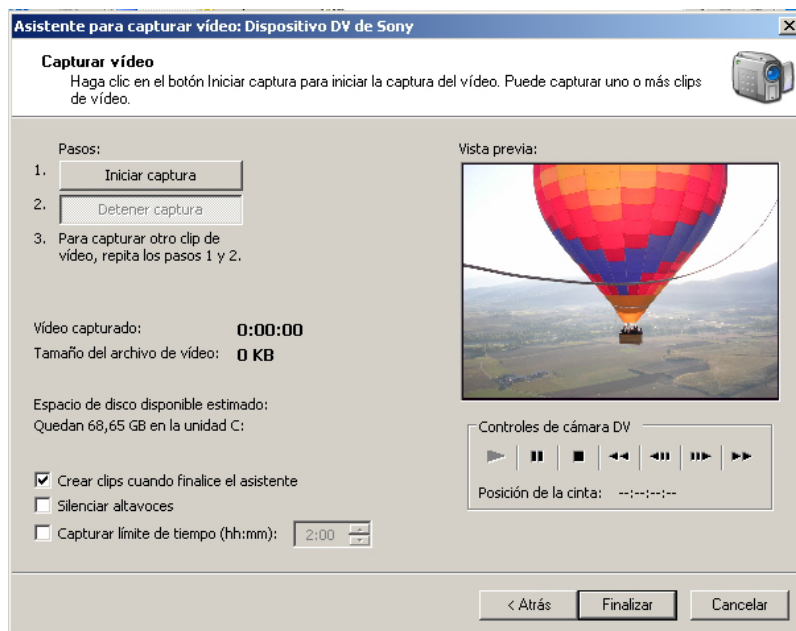 Asistente para capturar vídeo: Dispositivo DV de Sony
Capturar vídeo
Haga clic en el botón Iniciar captura para iniciar la captura del vídeo. Puede capturar uno o más clips
de vídeo.
Pasos:
1. Iniciar captura
2. Detener captura
3. Para capturar otro clip de
vídeo, repita los pasos 1 y 2.
Vídeo capturado: 0:00:00
Tamaño del archivo de vídeo: 0 KB
Espacio de disco disponible estimado:
Quedan 68,65 GB en la unidad C:
Crear clips cuando finalice el asistente
Silenciar altavoces
Capturar límite de tiempo (hh:mm): 2:00
Vista previa:
Controles de cámara DV
Posición de la cinta: --:--:--:--
< Atrás Finalizar Cancelar